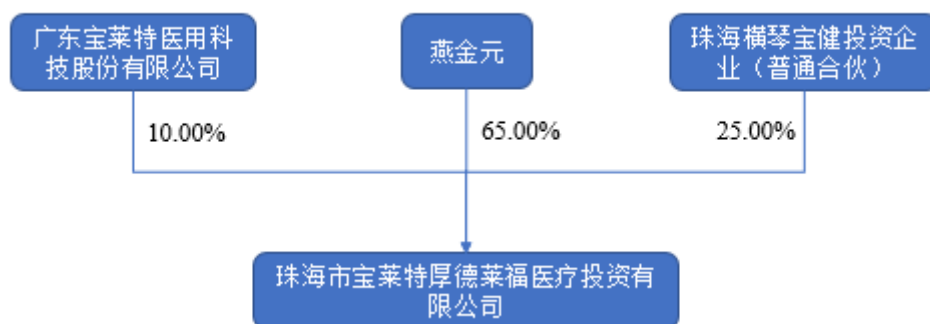 广东宝莱特医用科
技股份有限公司
燕金元
珠海横琴宝健投资企
业（普通合伙）
10.00%
65.00%
25.00%
珠海市宝莱特厚德莱福医疗投资有
限公司